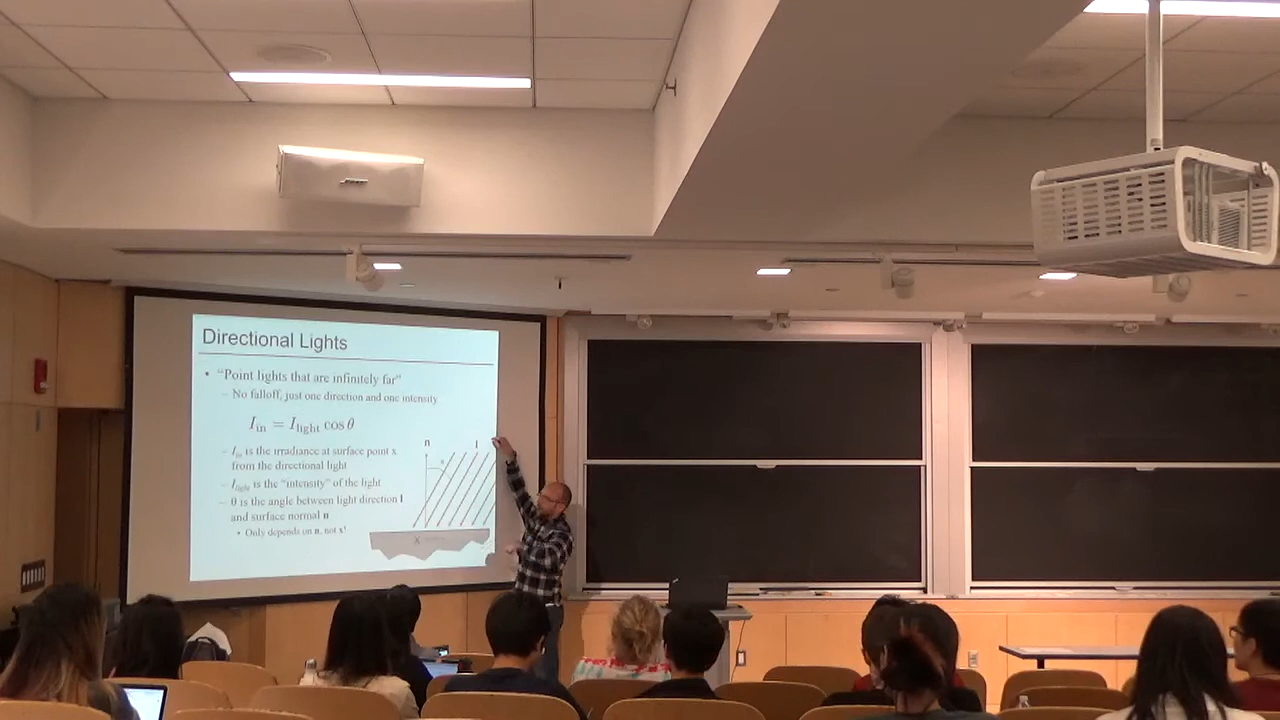 Directional Lights
• “Point lights that are infinitely far”
– No falloff, just one direction and one intensity
I_in = I_light cos θ
– I_in is the irradiance at surface point x
from the directional light
– I_light is the “intensity” of the light
– θ is the angle between light direction l
and surface normal n
• Only depends on n, not x!
n l
x